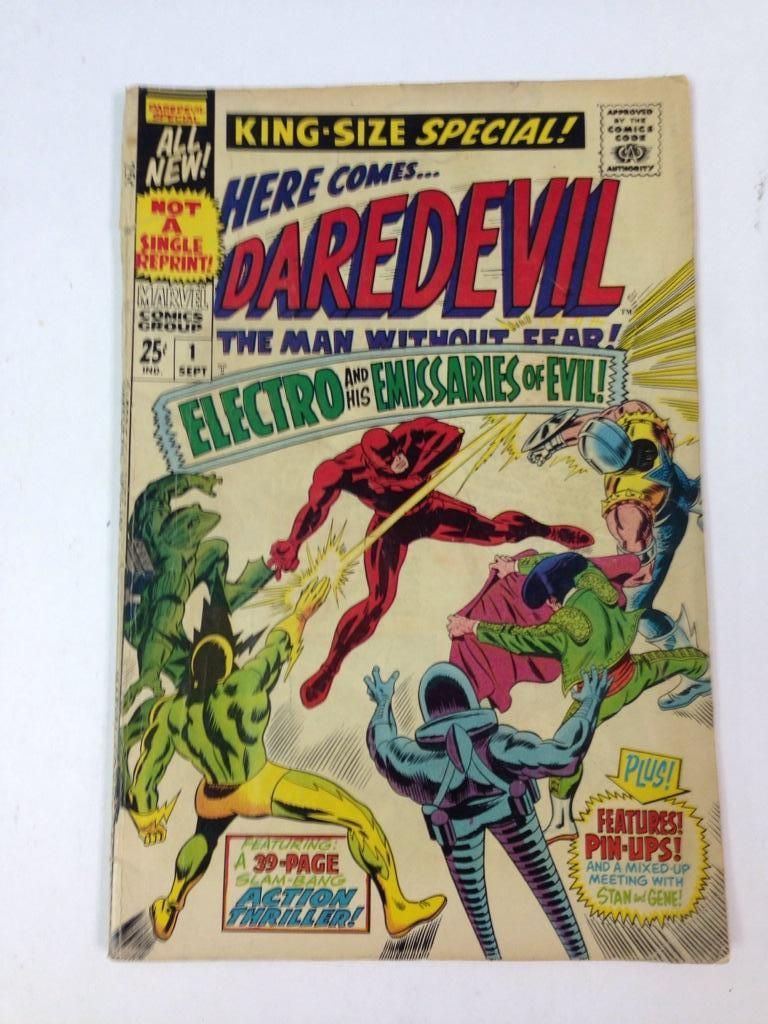 DAREDEVIL
SPECIAL
ALL
NEW!
NOT
A
SINGLE
REPRINT!
MARVEL
COMICS
GROUP
25¢
IND.
1
SEPT
KING-SIZE SPECIAL!
APPROVED
BY THE
COMICS
CODE
CA
AUTHORITY
HERE COMES...
DAREDEVIL
TM
THE MAN WITHOUT FEAR!
ELECTRO AND HIS EMISSARIES OF EVIL!
FEATURING:
A 39-PAGE
SLAM-BANG
ACTION
THRILLER!
PLUS!
FEATURES!
PIN-UPS!
AND A MIXED-UP
MEETING WITH
STAN and GENE!